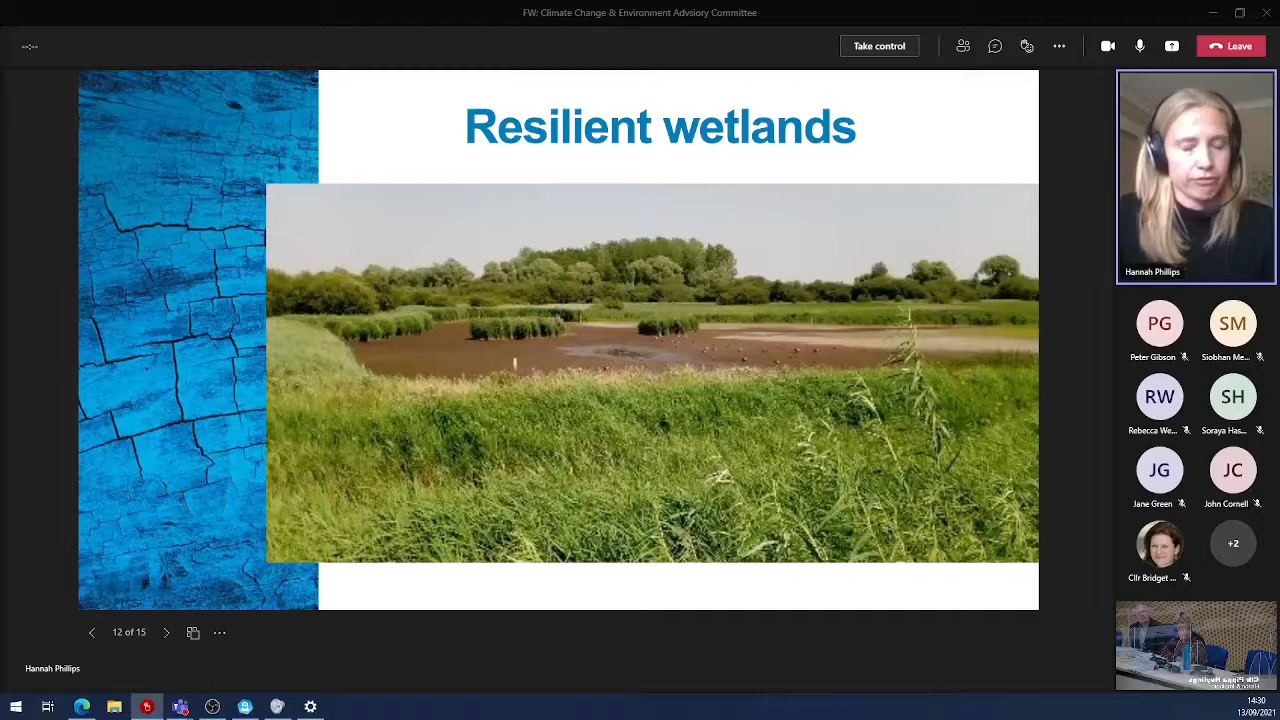 FW: Climate Change & Environment Advsiory Committee
Take control
Leave
Resilient wetlands
Hannah Phillips
PG
SM
Peter Gibson
Siobhan Me...
RW
SH
Rebecca We...
Soraya Has...
JG
JC
Jane Green
John Cornell
+2
Cllr Bridget ...
12 of 15
Hannah Phillips
14:30
13/09/2021